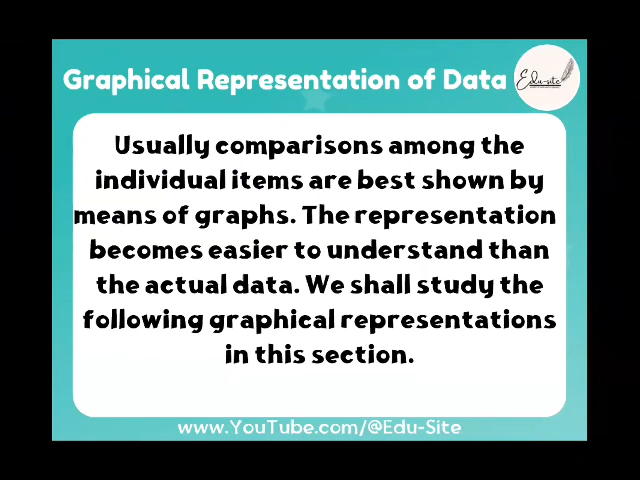 Graphical Representation of Data
Edu-site
Usually comparisons among the
individual items are best shown by
means of graphs. The representation
becomes easier to understand than
the actual data. We shall study the
following graphical representations
in this section.
www.YouTube.com/@Edu-Site